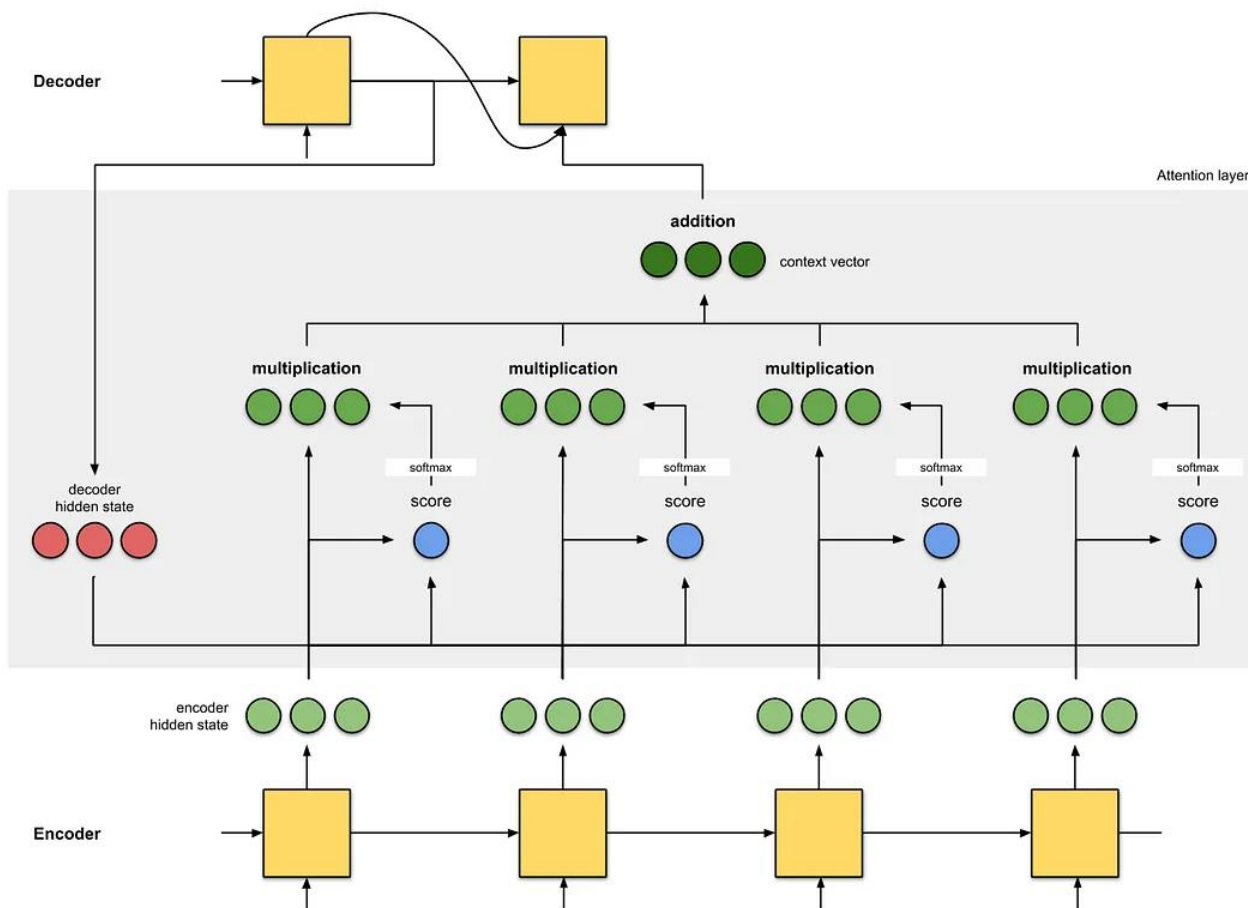 Decoder
Attention layer
addition
context vector
multiplication
multiplication
multiplication
multiplication
softmax
softmax
softmax
softmax
decoder
hidden state
score
score
score
score
encoder
hidden state
Encoder